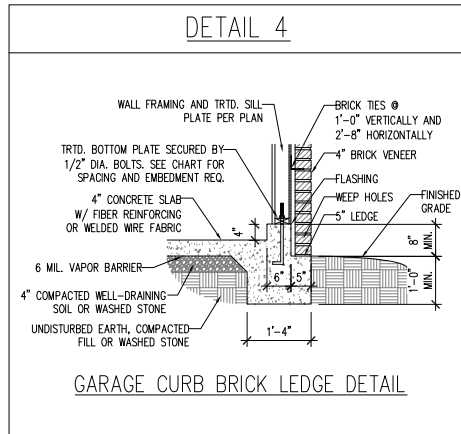 DETAIL 4
WALL FRAMING AND TRTD. SILL
PLATE PER PLAN
BRICK TIES @
1'-0" VERTICALLY AND
2'-8" HORIZONTALLY
TRTD. BOTTOM PLATE SECURED BY
1/2" DIA. BOLTS. SEE CHART FOR
SPACING AND EMBEDMENT REQ.
4" BRICK VENEER
FLASHING
WEEP HOLES
5" LEDGE
FINISHED
GRADE
4" CONCRETE SLAB
W/ FIBER REINFORCING
OR WELDED WIRE FABRIC
4"
8"
MIN.
6 MIL. VAPOR BARRIER
6"
5"
1'-0"
MIN.
4" COMPACTED WELL-DRAINING
SOIL OR WASHED STONE
UNDISTURBED EARTH, COMPACTED
FILL OR WASHED STONE
1'-4"
GARAGE CURB BRICK LEDGE DETAIL